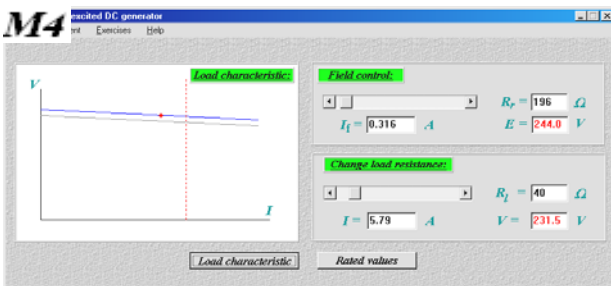 M4 excited DC generator
ent Exercises Help
Load characteristic:
V
I
Field control:
Rr = 196 Ω
If = 0.316 A E = 244.0 V
Change load resistance:
Rl = 40 Ω
I = 5.79 A V = 231.5 V
Load characteristic Rated values